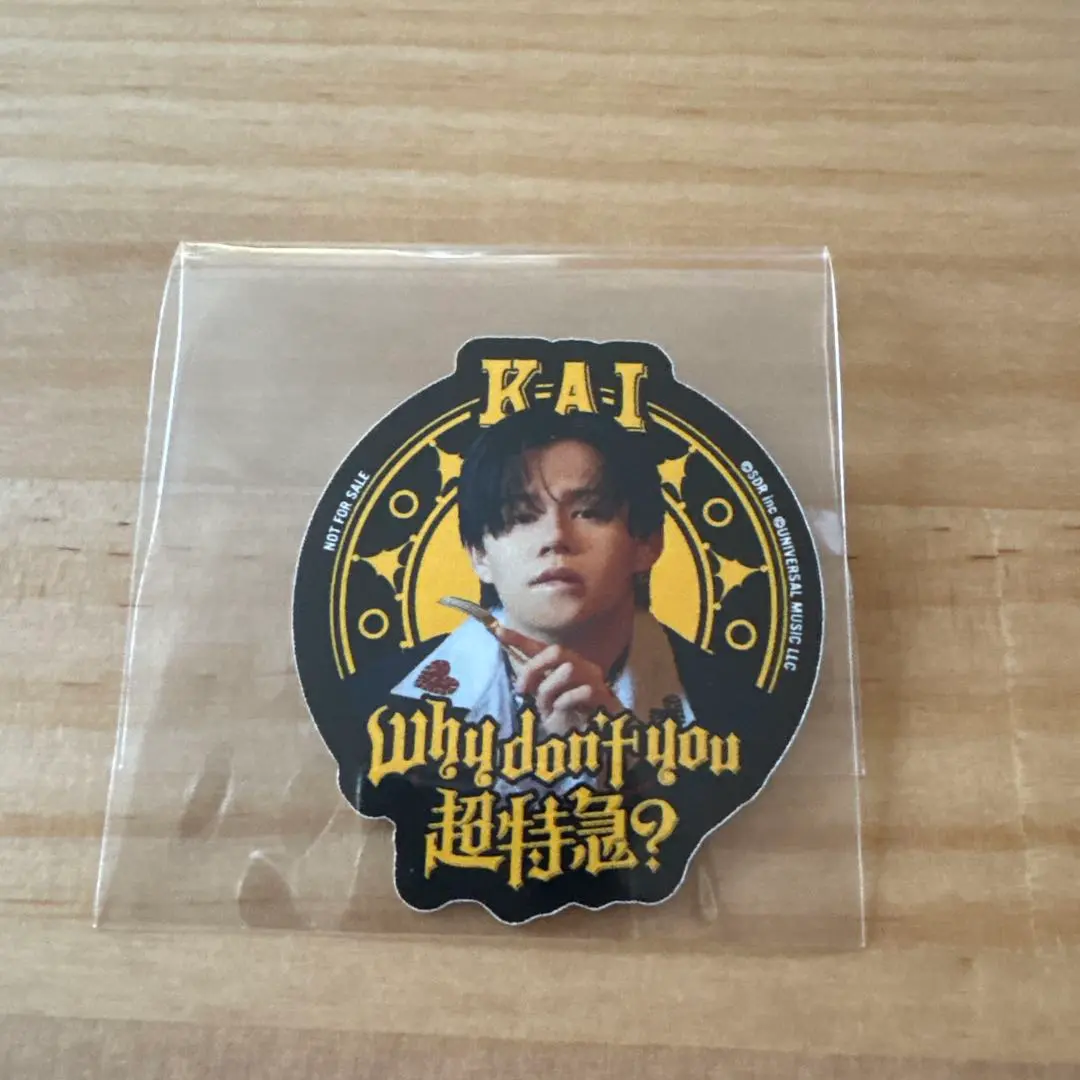 K-A-I
NOT FOR SALE
©SDR inc ©UNIVERSAL MUSIC LLC
Why don't you
超特急?